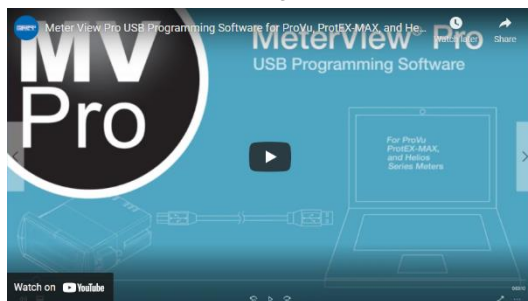 Meter View Pro USB Programming Software for ProVu, ProtEX-MAX, and He...
Watch later
Share
MV
Pro
MeterView® Pro
USB Programming Software
For ProVu
ProtEX-MAX,
and Helios
Series Meters
Watch on YouTube